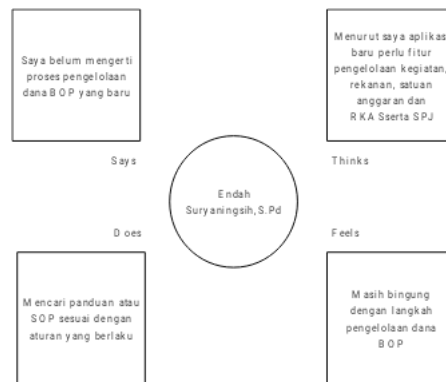 Saya belum mengerti
proses pengelolaan
dana BOP yang baru
Menurut saya aplikas
baru perlu fitur
pengelolaan kegiatan,
rekanan, satuan
anggaran dan
RKA Sserta SPJ
Says
Thinks
Endah
Suryaningsih, S.Pd
Does
Feels
Mencari panduan atau
SOP sesuai dengan
aturan yang berlaku
Masih bingung
dengan langkah
pengelolaan dana
BOP